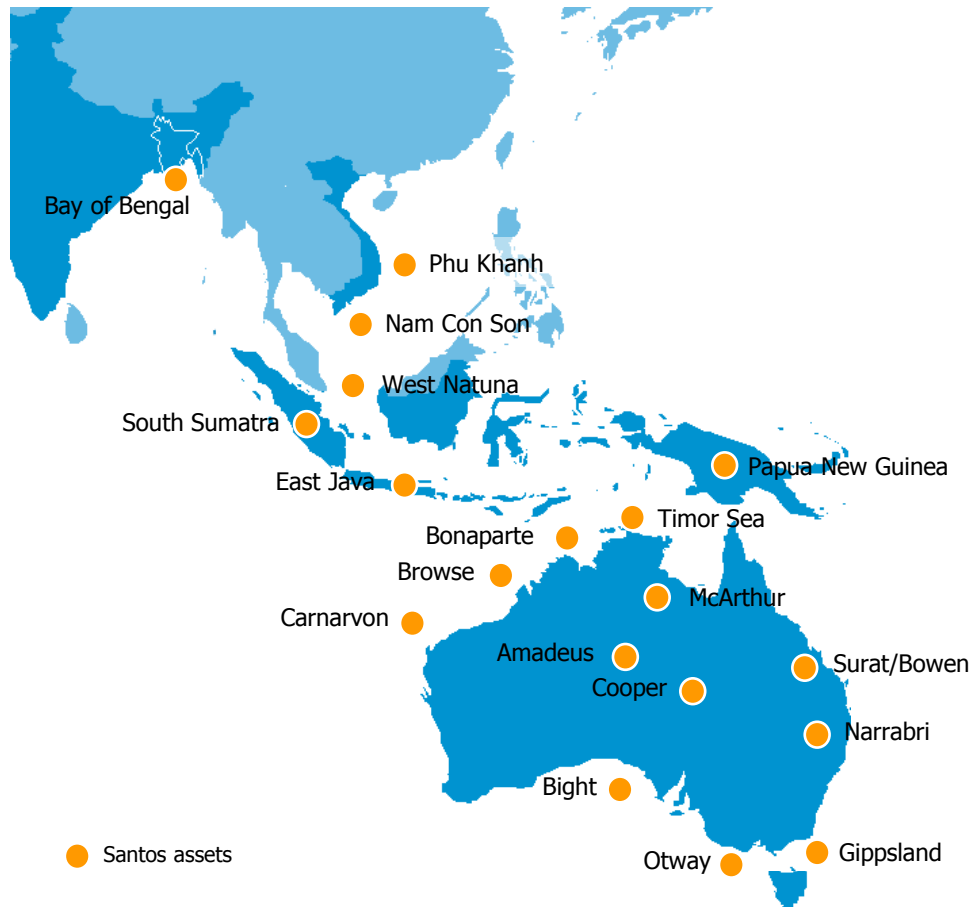 Bay of Bengal
Phu Khanh
Nam Con Son
West Natuna
South Sumatra
Papua New Guinea
East Java
Timor Sea
Bonaparte
Browse
McArthur
Carnarvon
Amadeus
Surat/Bowen
Cooper
Narrabri
Bight
Santos assets
Otway
Gippsland